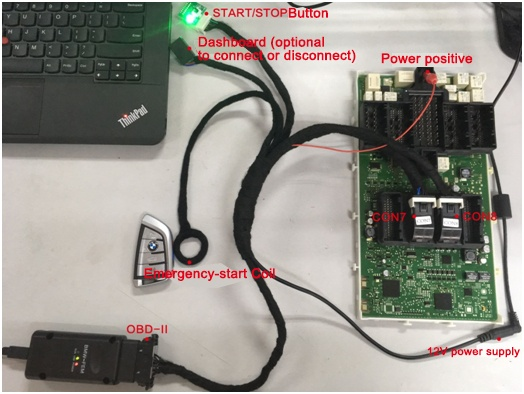 START/STOPButton
Dashboard (optional
to connect or disconnect)
Power positive
ThinkPad
CON7
CON8
Emergency-start Coil
OBD-II
12V power supply